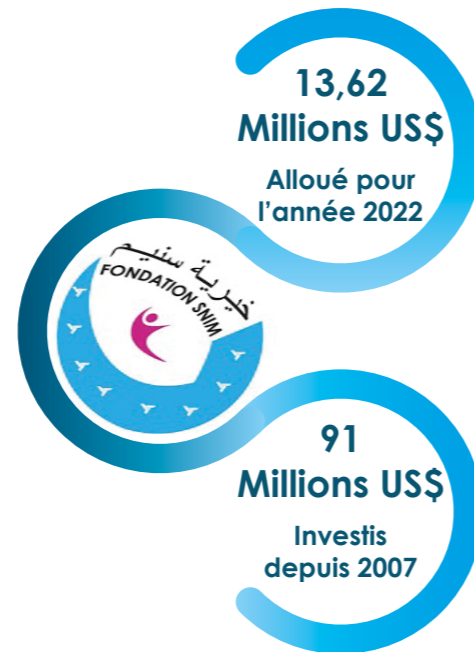 13,62
Millions US$
Alloué pour
l'année 2022
خيرية سنيم
FONDATION SNIM
91
Millions US$
Investis
depuis 2007